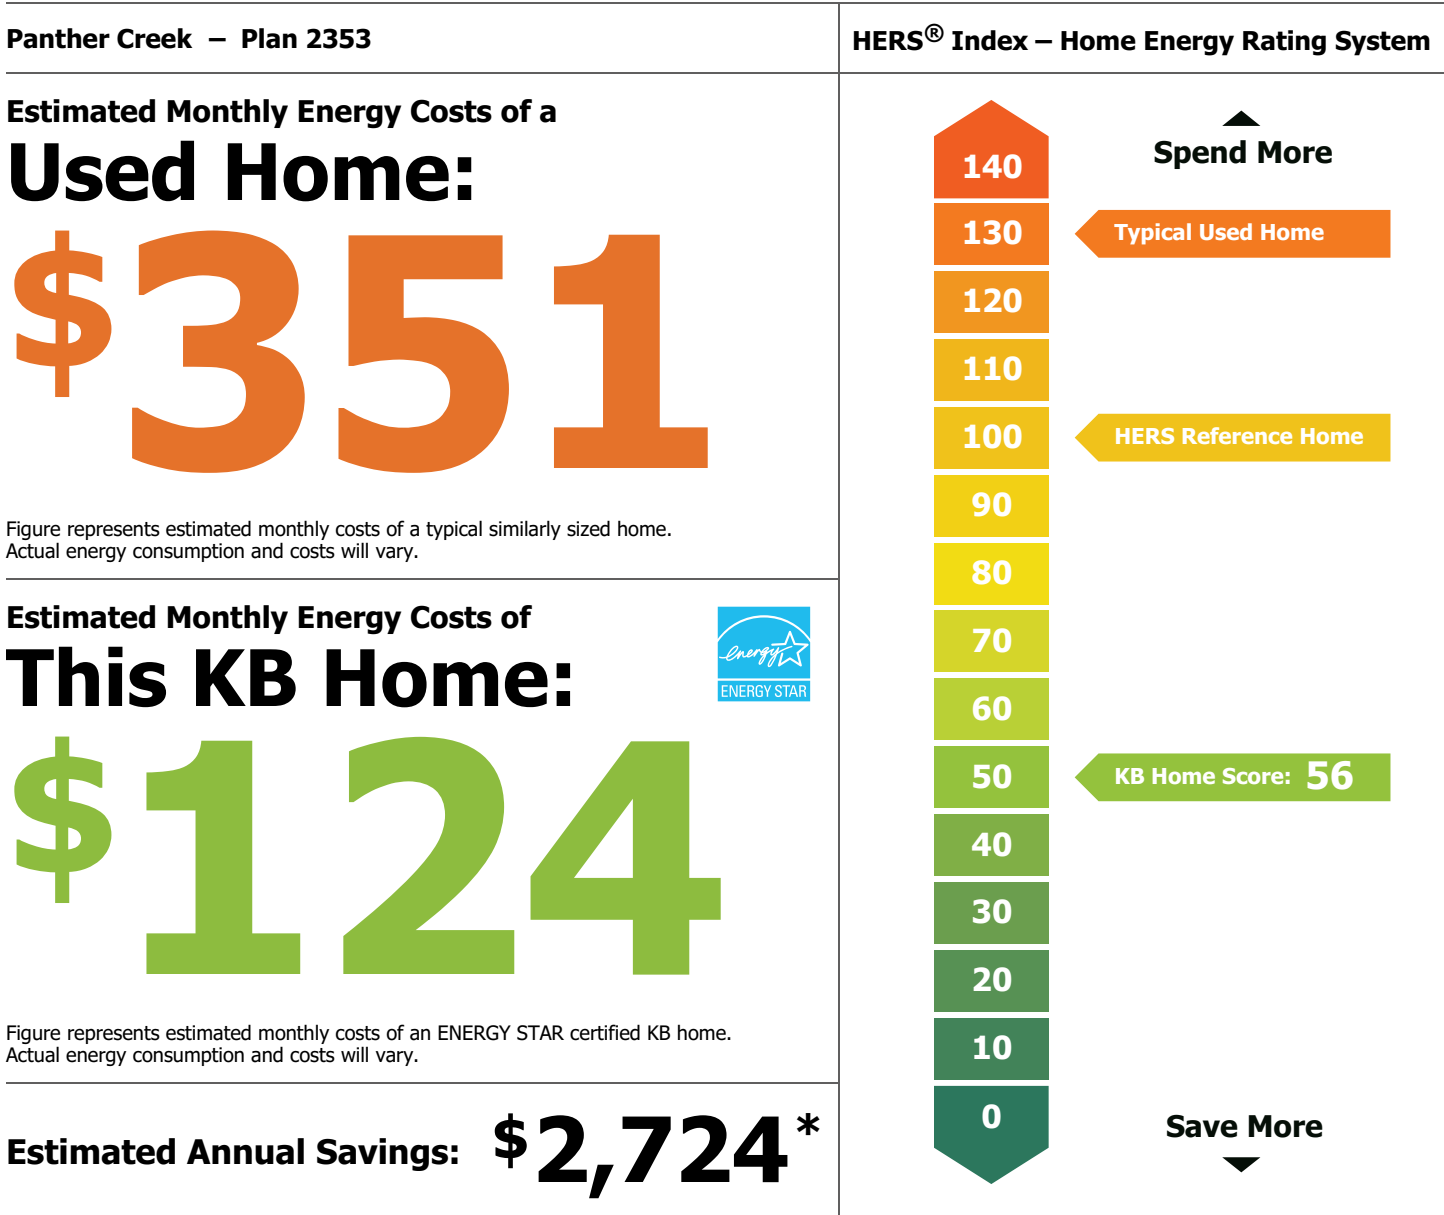 Panther Creek – Plan 2353
Estimated Monthly Energy Costs of a
Used Home:
$351
Figure represents estimated monthly costs of a typical similarly sized home.
Actual energy consumption and costs will vary.
Estimated Monthly Energy Costs of
This KB Home:
energy
ENERGY STAR
$124
Figure represents estimated monthly costs of an ENERGY STAR certified KB home.
Actual energy consumption and costs will vary.
Estimated Annual Savings: $2,724*
HERS® Index – Home Energy Rating System
Spend More
140
130 Typical Used Home
120
110
100 HERS Reference Home
90
80
70
60
50 KB Home Score: 56
40
30
20
10
0
Save More